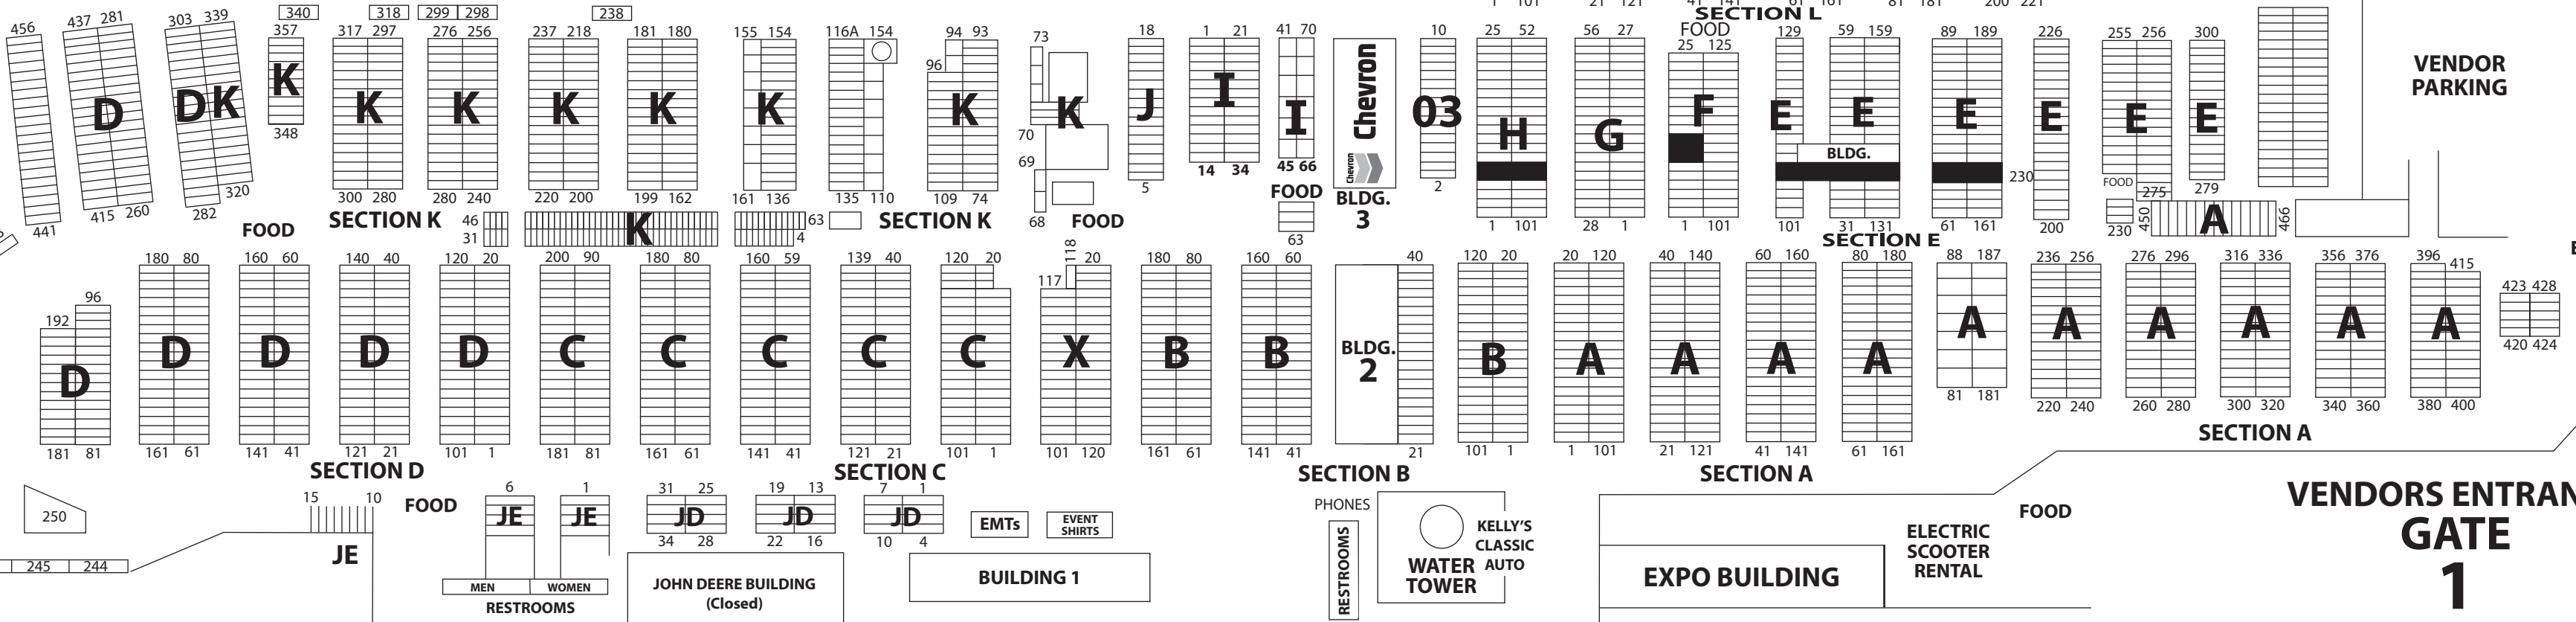 1 101 21 121 41 141 61 161 81 181 200 221
340 318 299 298 238 SECTION L
456 437 281 303 339 357 317 297 276 256 237 218 181 180 155 154 116A 154 94 93 73 18 1 21 41 70 10 25 52 56 27 FOOD 129 59 159 89 189 226 255 256 300
25 125
96
VENDOR
PARKING
D DK K K K K K K K K J I I Chevron 03 H G F E E E E E E
348
BLDG.
Chevron
441 415 260 282 320 300 280 280 240 220 200 199 162 161 136 135 110 109 74 70 69 68 5 14 34 45 66 2 230 FOOD 275 279
FOOD SECTION K 46 31 K 63 4 SECTION K FOOD FOOD 63 BLDG.
3
1 101 28 1 1 101 101 31 131 61 161 200 230 450 A 466
SECTION E
180 80 160 60 140 40 120 20 200 90 180 80 160 59 139 40 120 20 118 20 180 80 160 60 40 120 20 20 120 40 140 60 160 80 180 88 187 236 256 276 296 316 336 356 376 396 415
192 96 117 423 428
D D D D D C C C C C X B B BLDG.
2
B A A A A A A A A A A
81 181 220 240 260 280 300 320 340 360 380 400 420 424
181 81 161 61 141 41 121 21 101 1 181 81 161 61 141 41 121 21 101 1 101 120 161 61 141 41 21 101 1 1 101 21 121 41 141 61 161
SECTION A
SECTION D SECTION C SECTION B SECTION A
250 15 10 FOOD 6 1 31 25 19 13 7 1
JE JE JD JD JD
34 28 22 16 10 4
EMTs EVENT
SHIRTS
PHONES
RESTROOMS
KELLY'S
CLASSIC
AUTO
WATER
TOWER
FOOD
ELECTRIC
SCOOTER
RENTAL
VENDORS ENTRAN
GATE
1
JE
245 244
MEN WOMEN
RESTROOMS
JOHN DEERE BUILDING
(Closed)
BUILDING 1
EXPO BUILDING